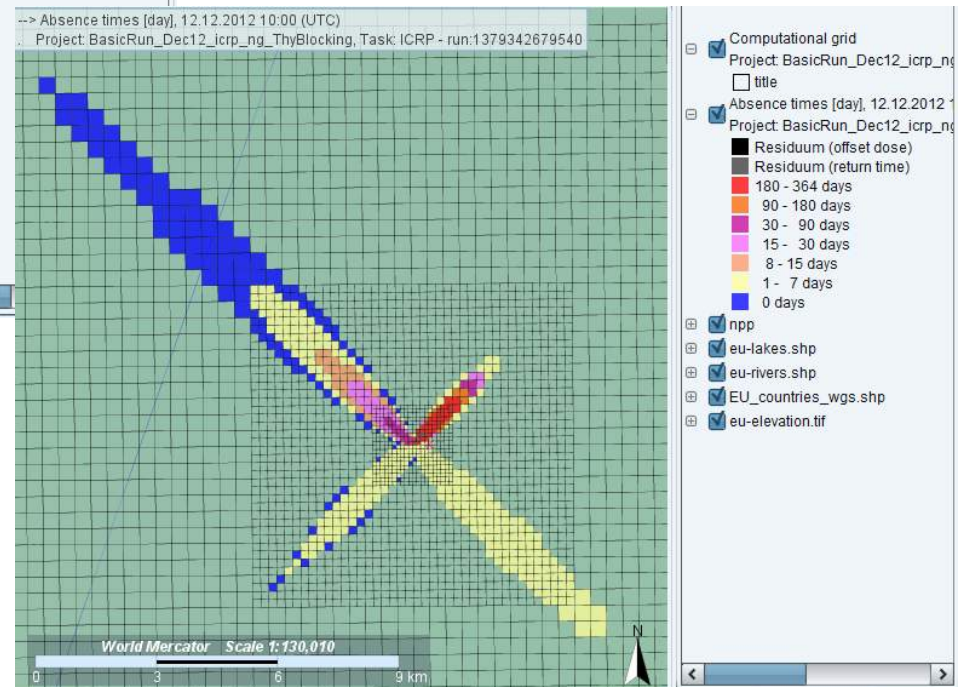 --> Absence times [day], 12.12.2012 10:00 (UTC)
. Project: BasicRun_Dec12_icrp_ng_ThyBlocking, Task: ICRP - run:1379342679540
N
World Mercator Scale 1:130,010
0 3 6 9 km
Computational grid
Project: BasicRun_Dec12_icrp_ng
title
Absence times [day], 12.12.2012 1
Project: BasicRun_Dec12_icrp_ng
Residuum (offset dose)
Residuum (return time)
180 - 364 days
90 - 180 days
30 - 90 days
15 - 30 days
8 - 15 days
1 - 7 days
0 days
npp
eu-lakes.shp
eu-rivers.shp
EU_countries_wgs.shp
eu-elevation.tif